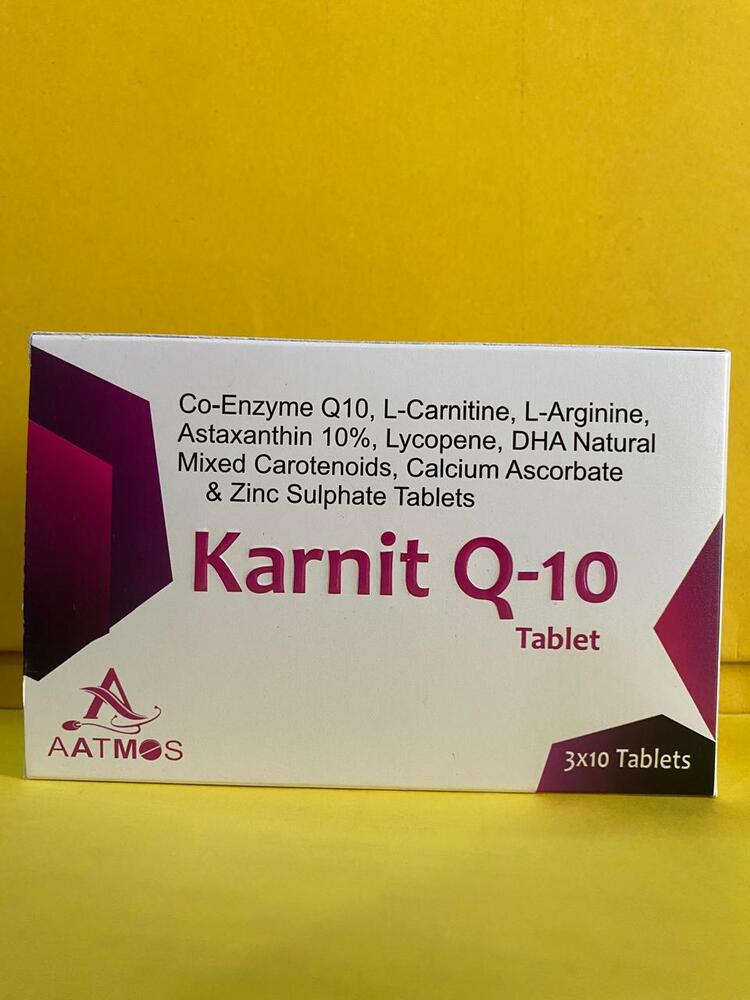 Co-Enzyme Q10, L-Carnitine, L-Arginine,
Astaxanthin 10%, Lycopene, DHA Natural
Mixed Carotenoids, Calcium Ascorbate
& Zinc Sulphate Tablets
Karnit Q-10
Tablet
AATMOS
3x10 Tablets